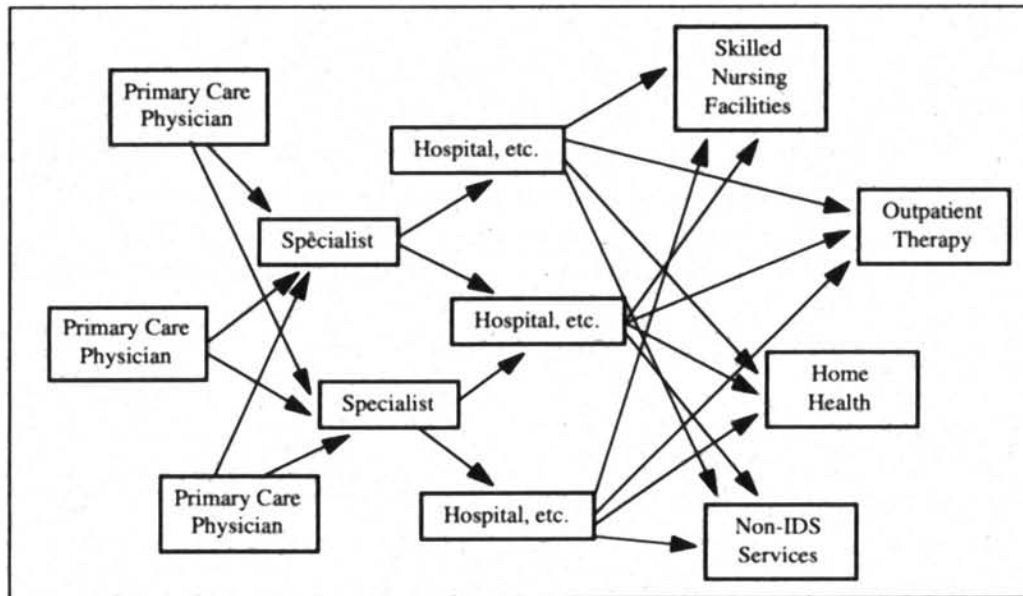 Primary Care
Physician
Primary Care
Physician
Primary Care
Physician
Specialist
Specialist
Hospital, etc.
Hospital, etc.
Hospital, etc.
Skilled
Nursing
Facilities
Outpatient
Therapy
Home
Health
Non-IDS
Services